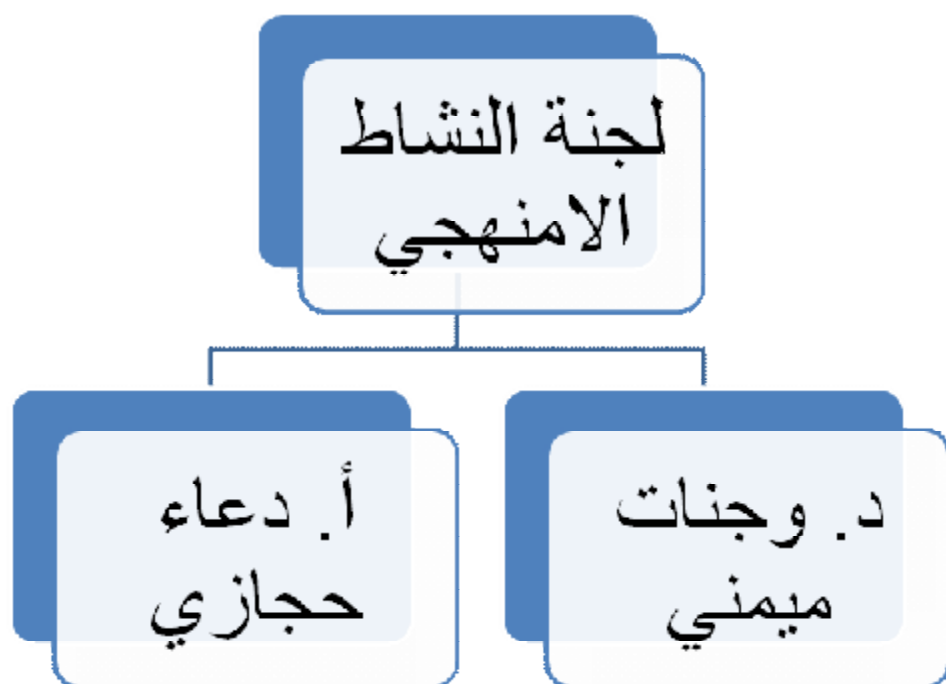 لجنة النشاط
الامنهجي
د. وجنات
ميمني
أ. دعاء
حجازي